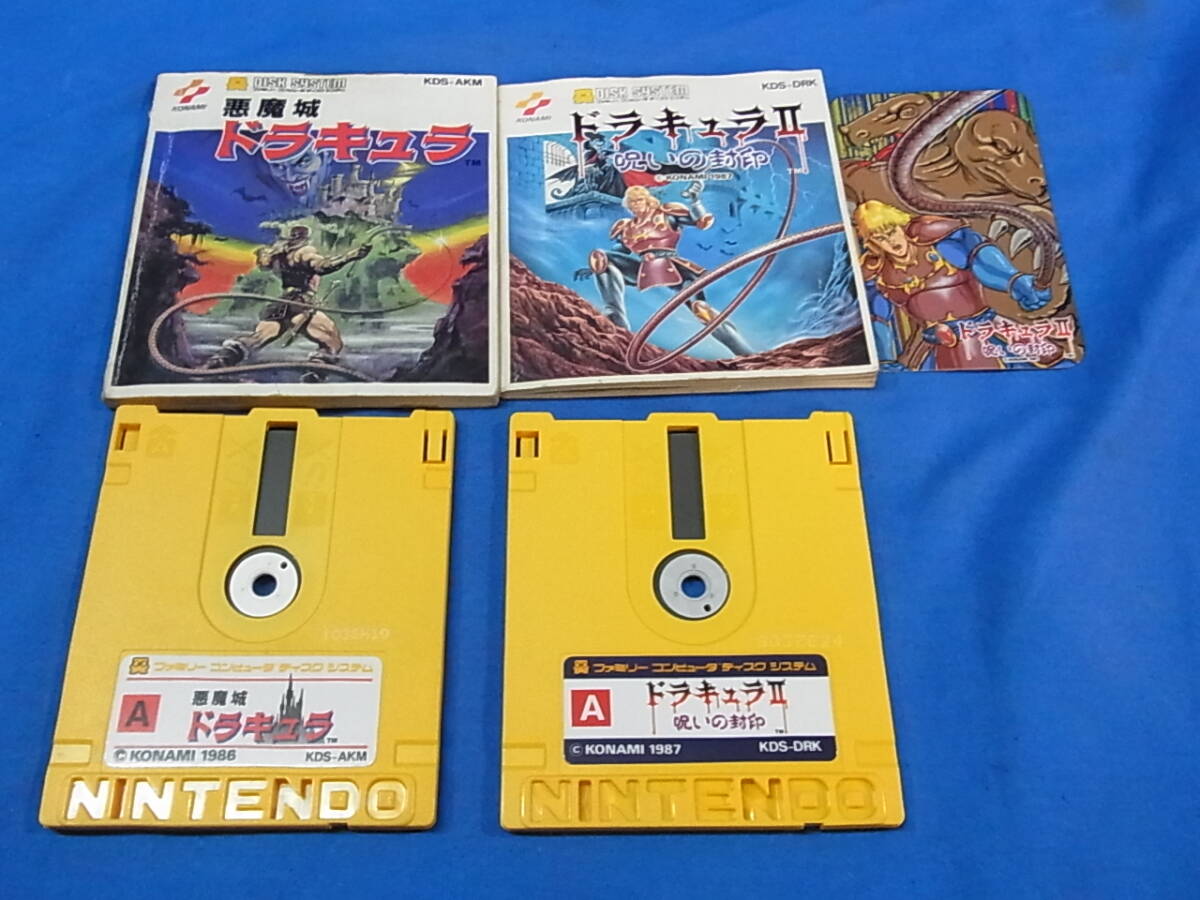 KONAMI
DISK SYSTEM
KDS-AKM
悪魔城
ドラキュラ
TM
KONAMI
DISK SYSTEM
KDS-DRK
ドラキュラII
呪いの封印
TM
© KONAMI 1987
ドラキュラII
呪いの封印
ファミリー コンピュータ ディスク システム
A
悪魔城
ドラキュラ
TM
© KONAMI 1986
KDS-AKM
NINTENDO
ファミリー コンピュータ ディスク システム
A
ドラキュラII
呪いの封印
TM
© KONAMI 1987
KDS-DRK
NINTENDO